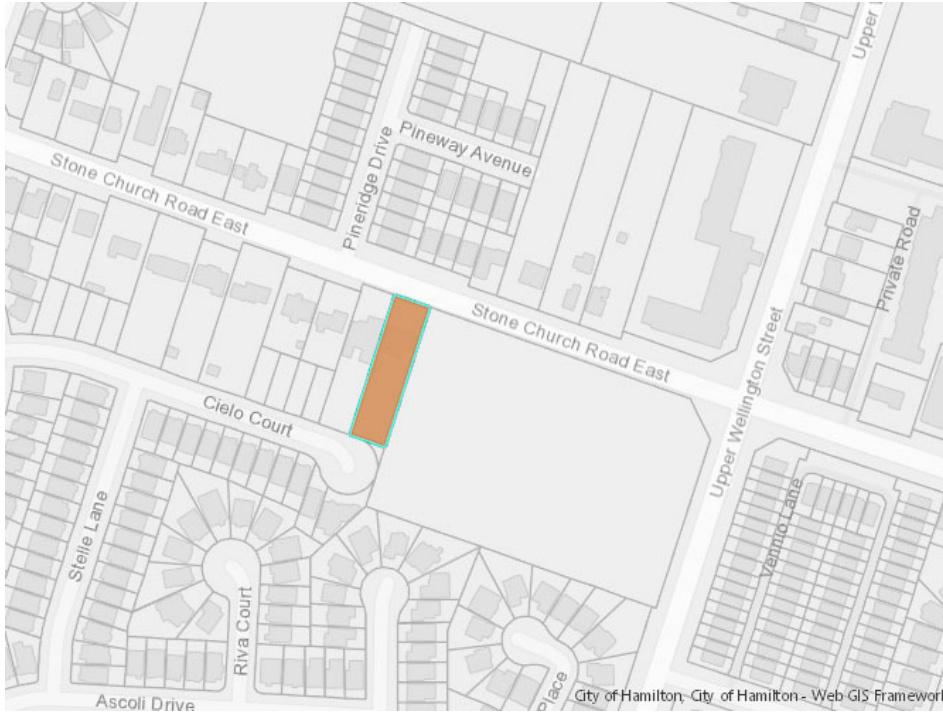 Upper W
Pineway Avenue
Pineridge Drive
Stone Church Road East
Private Road
Stone Church Road East
Upper Wellington Street
Cielo Court
Stelle Lane
Vennio Lane
Riva Court
Place
Ascoli Drive
City of Hamilton, City of Hamilton - Web GIS Framework